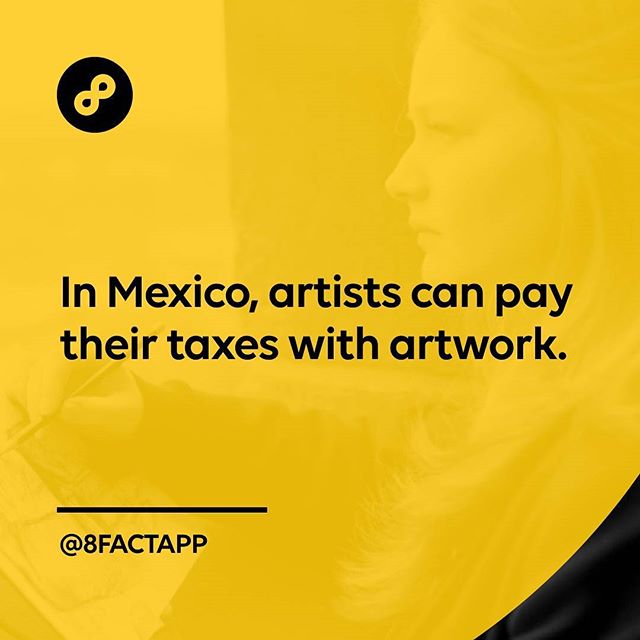 In Mexico, artists can pay
their taxes with artwork.
@8FACTAPP